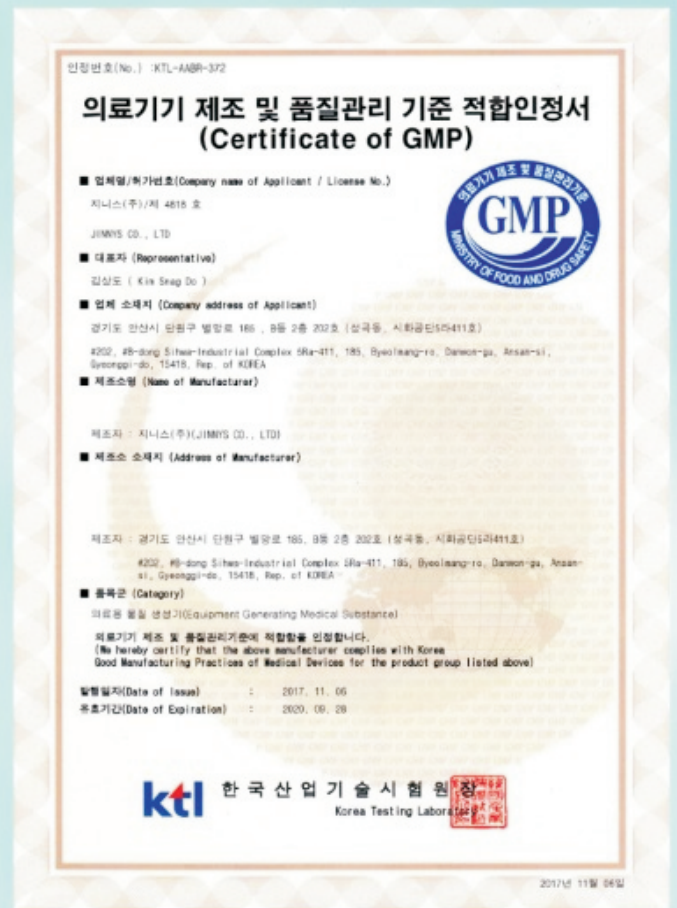 인정번호(No.) :KTL-AABR-372
의료기기 제조 및 품질관리 기준 적합인정서
(Certificate of GMP)
■ 업체명/허가번호(Company name of Applicant / License No.)
지니스(주)/제 4818 호
JINNYS CO., LTD
의료기기 제조 및 품질관리기준
GMP
MINISTRY OF FOOD AND DRUG SAFETY
■ 대표자 (Representative)
김상도 ( Kim Snag Do )
■ 업체 소재지 (Company address of Applicant)
경기도 안산시 단원구 별망로 185 , B동 2층 202호 (성곡동, 시화공단5라411호)
#202, #B-dong Sihwa-Industrial Complex 5Ra-411, 185, Byeolmang-ro, Danwon-gu, Ansan-si,
Gyeonggi-do, 15418, Rep. of KOREA
■ 제조소명 (Name of Manufacturer)
제조자 : 지니스(주)(JINNYS CO., LTD)
■ 제조소 소재지 (Address of Manufacturer)
제조자 : 경기도 안산시 단원구 별망로 185, B동 2층 202호 (성곡동, 시화공단5라411호)
#202, #B-dong Sihwa-Industrial Complex 5Ra-411, 185, Byeolmang-ro, Danwon-gu, Ansan-
si, Gyeonggi-do, 15418, Rep. of KOREA
■ 품목군 (Category)
의료용 물질 생성기(Equipment Generating Medical Substance)
의료기기 제조 및 품질관리기준에 적합함을 인정합니다.
(We hereby certify that the above manufacturer complies with Korea
Good Manufacturing Practices of Medical Devices for the product group listed above)
발행일자(Date of Issue) : 2017. 11. 06
유효기간(Date of Expiration) : 2020. 09. 28
ktl 한국산업기술시험원장
Korea Testing Laboratory
2017년 11월 06일